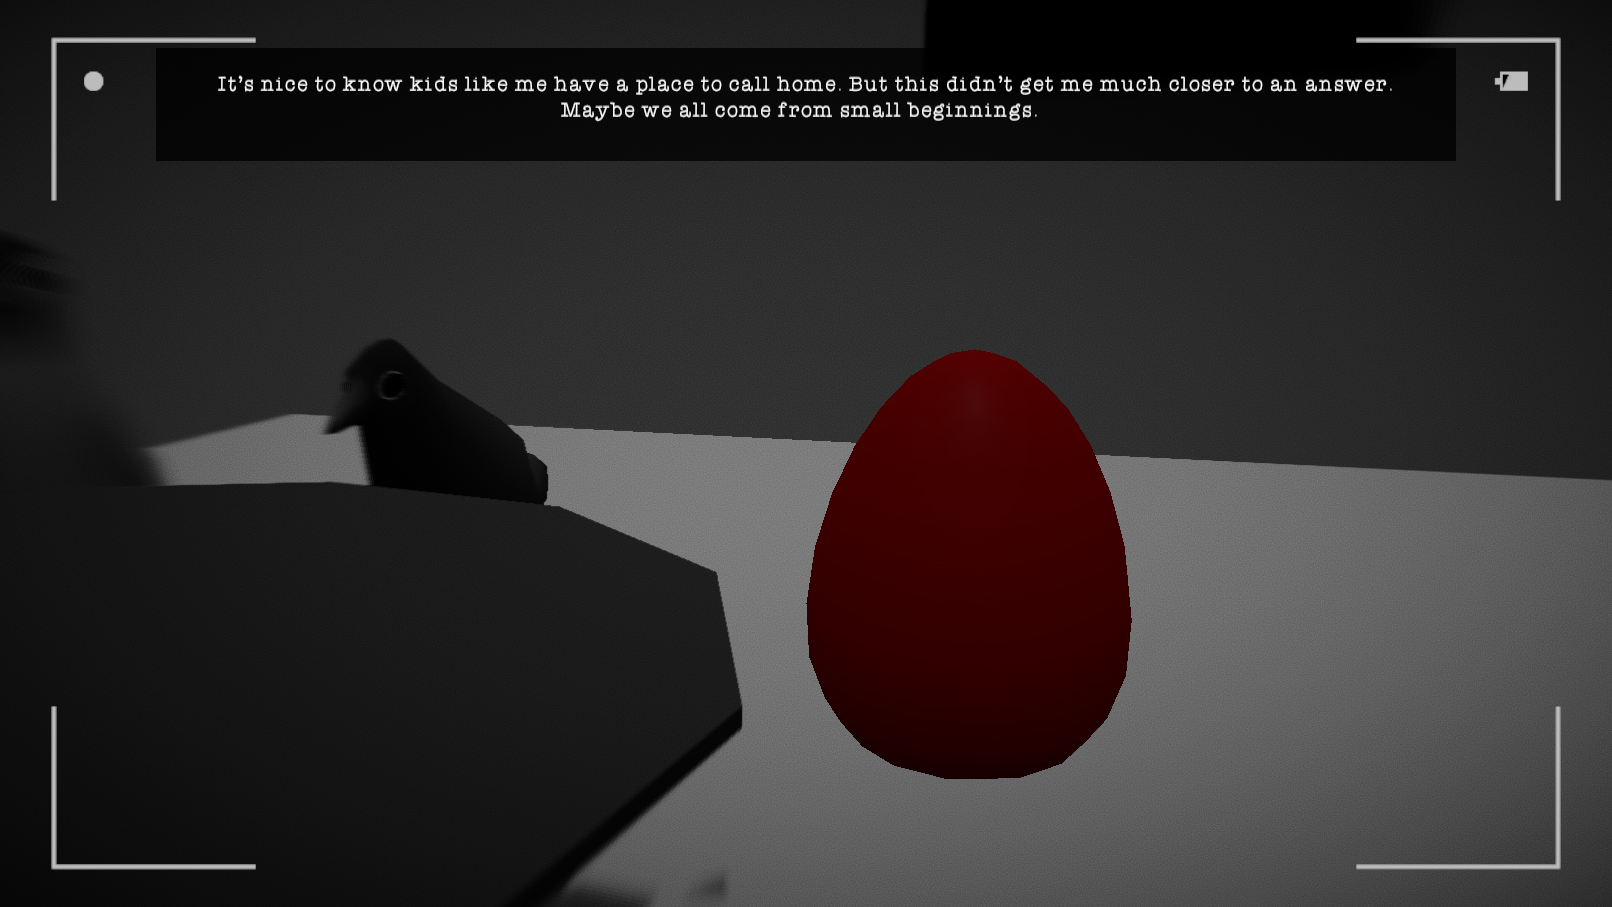 It's nice to know kids like me have a place to call home. But this didn't get me much closer to an answer.
Maybe we all come from small beginnings.